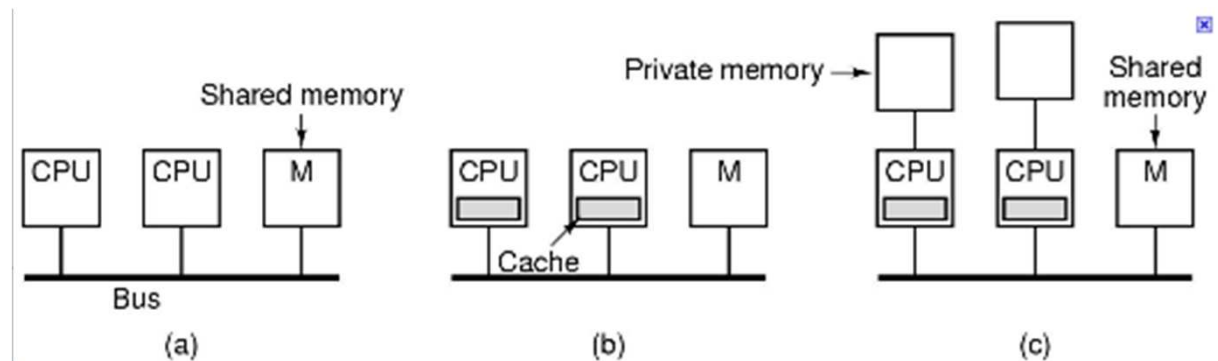 Shared memory
CPU
CPU
M
Bus
(a)
CPU
CPU
M
Cache
(b)
Private memory
Shared
memory
CPU
CPU
M
(c)